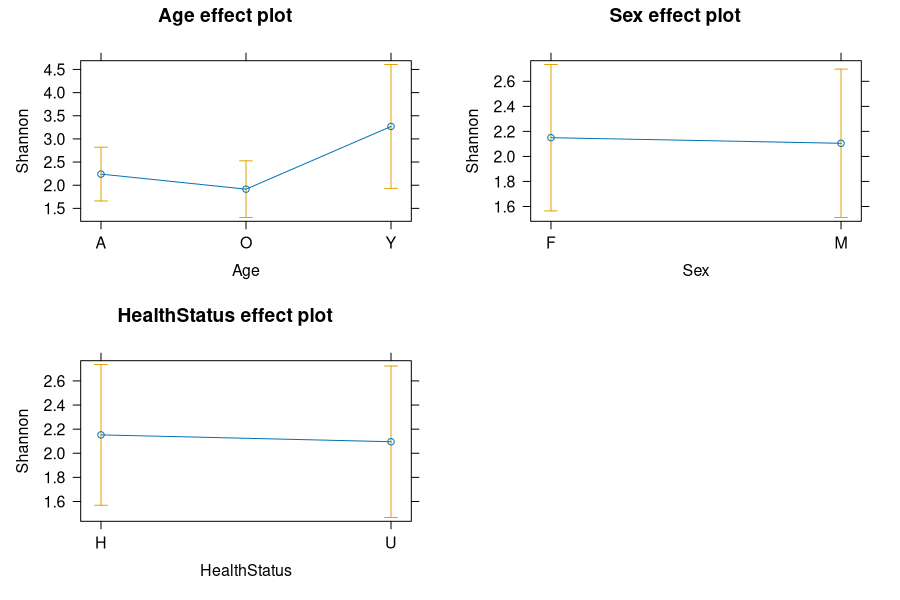 Age effect plot
Shannon
4.5
4.0
3.5
3.0
2.5
2.0
1.5
A O Y
Age
Sex effect plot
Shannon
2.6
2.4
2.2
2.0
1.8
1.6
F M
Sex
HealthStatus effect plot
Shannon
2.6
2.4
2.2
2.0
1.8
1.6
H U
HealthStatus